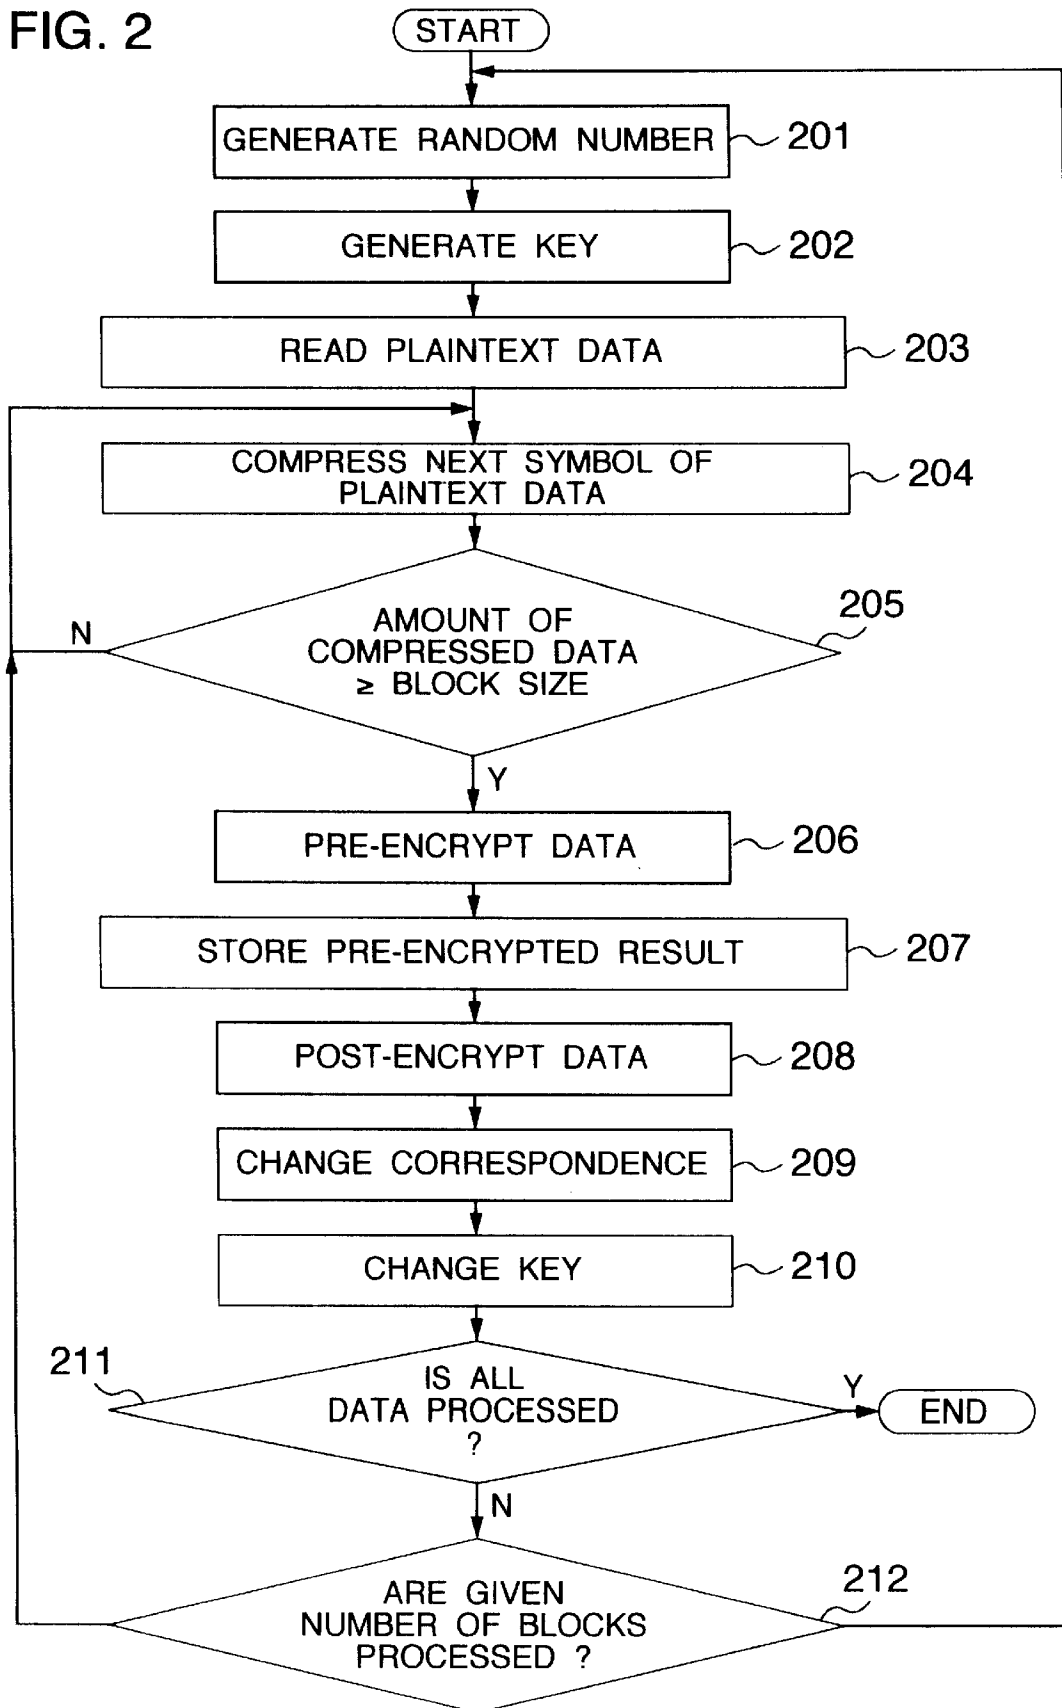 FIG. 2
START
GENERATE RANDOM NUMBER
201
GENERATE KEY
202
READ PLAINTEXT DATA
203
COMPRESS NEXT SYMBOL OF
PLAINTEXT DATA
204
AMOUNT OF
COMPRESSED DATA
≥ BLOCK SIZE
205
N
Y
PRE-ENCRYPT DATA
206
STORE PRE-ENCRYPTED RESULT
207
POST-ENCRYPT DATA
208
CHANGE CORRESPONDENCE
209
CHANGE KEY
210
211
IS ALL
DATA PROCESSED
?
Y
END
N
ARE GIVEN
NUMBER OF BLOCKS
PROCESSED ?
212